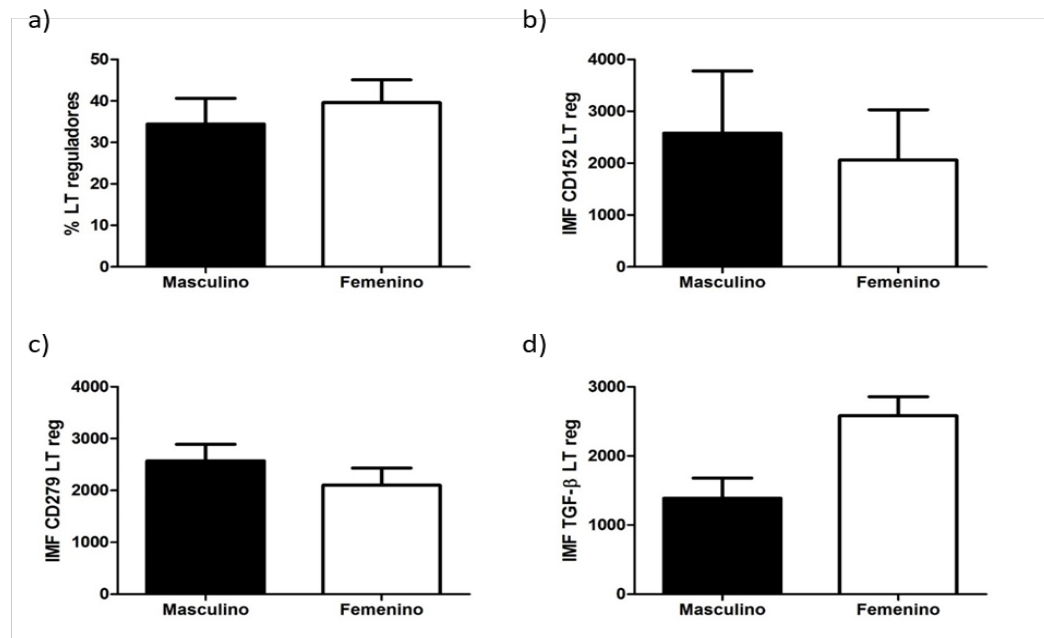 a)
% LT reguladores
50
40
30
20
10
0
Masculino Femenino
b)
IMF CD152 LT reg
4000
3000
2000
1000
0
Masculino Femenino
c)
IMF CD279 LT reg
4000
3000
2000
1000
0
Masculino Femenino
d)
IMF TGF-β LT reg
3000
2000
1000
0
Masculino Femenino